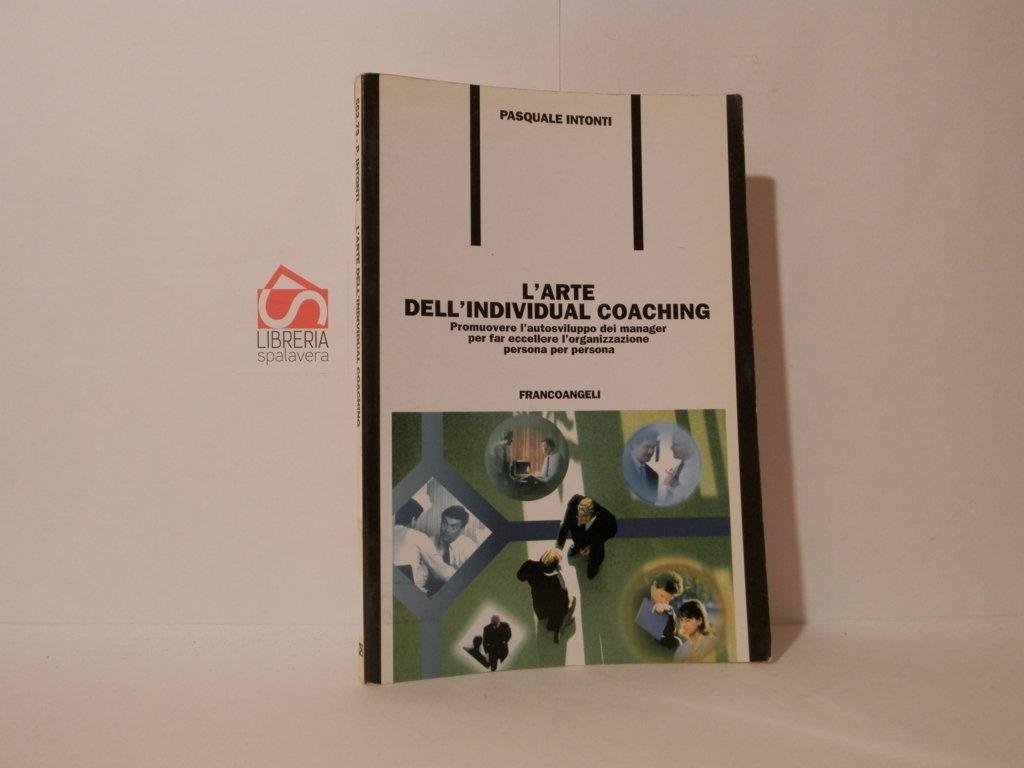 PASQUALE INTONTI
L'ARTE
DELL'INDIVIDUAL COACHING
Promuovere l'autosviluppo dei manager
per far eccellere l'organizzazione
persona per persona
FRANCOANGELI
P. INTONTI L'ARTE DELL'INDIVIDUAL COACHING
LIBRERIA
spalavera